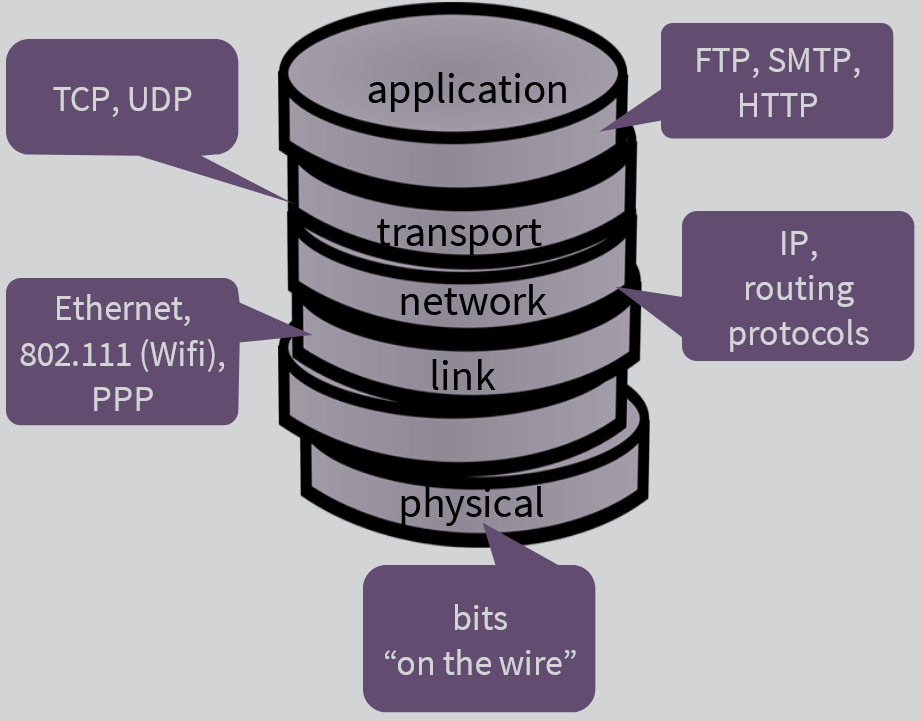 application
transport
network
link
physical
TCP, UDP
FTP, SMTP,
HTTP
IP,
routing
protocols
Ethernet,
802.111 (Wifi),
PPP
bits
“on the wire”